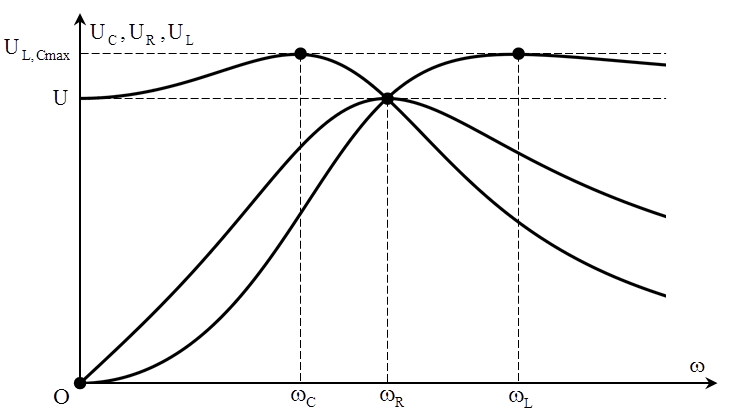 U_C, U_R, U_L
U_L,Cmax
U
ω
O
ω_C
ω_R
ω_L